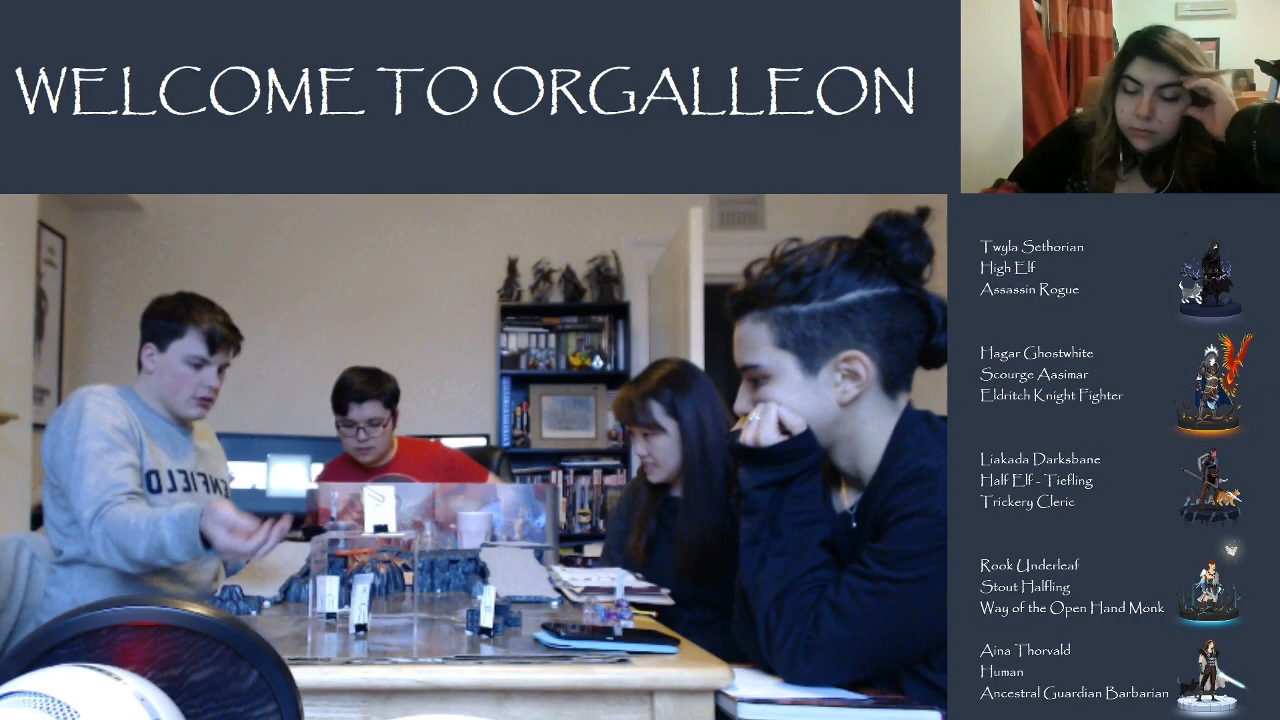 WELCOME TO ORGALLEON
Twyla Sethorian
High Elf
Assassin Rogue
Hagar Ghostwhite
Scourge Aasimar
Eldritch Knight Fighter
Liakada Darksbane
Half Elf - Tiefling
Trickery Cleric
Rook Underleaf
Stout Halfling
Way of the Open Hand Monk
Aina Thorvald
Human
Ancestral Guardian Barbarian